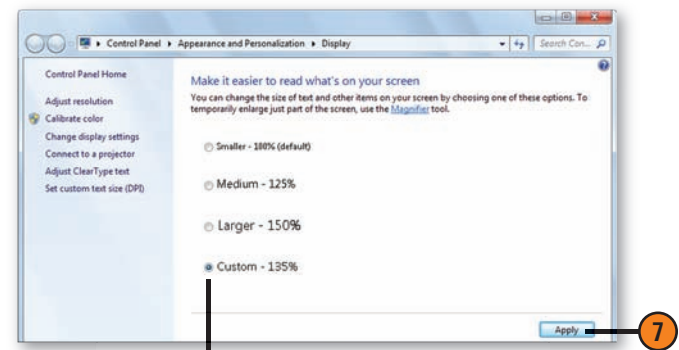 Control Panel ▸ Appearance and Personalization ▸ Display
Search Con...
Control Panel Home
Adjust resolution
Calibrate color
Change display settings
Connect to a projector
Adjust ClearType text
Set custom text size (DPI)
Make it easier to read what's on your screen
You can change the size of text and other items on your screen by choosing one of these options. To
temporarily enlarge just part of the screen, use the Magnifier tool.
Smaller - 100% (default)
Medium - 125%
Larger - 150%
Custom - 135%
Apply
7